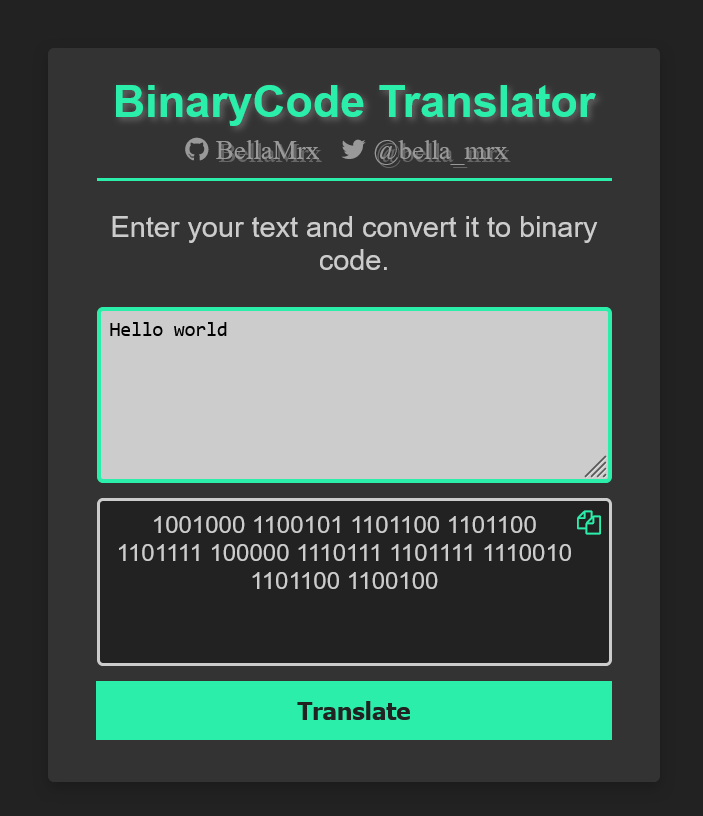 BinaryCode Translator
BellaMrx @bella_mrx
Enter your text and convert it to binary
code.
Hello world
1001000 1100101 1101100 1101100
1101111 100000 1110111 1101111 1110010
1101100 1100100
Translate